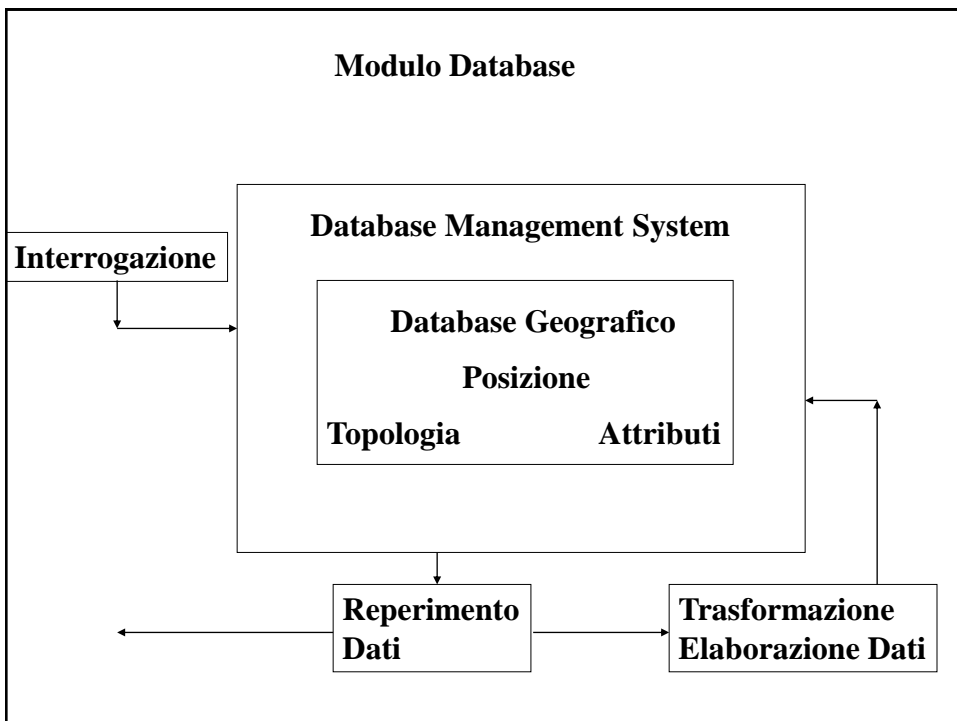 Modulo Database
Database Management System
Interrogazione
Database Geografico
Posizione
Topologia Attributi
Reperimento
Dati
Trasformazione
Elaborazione Dati